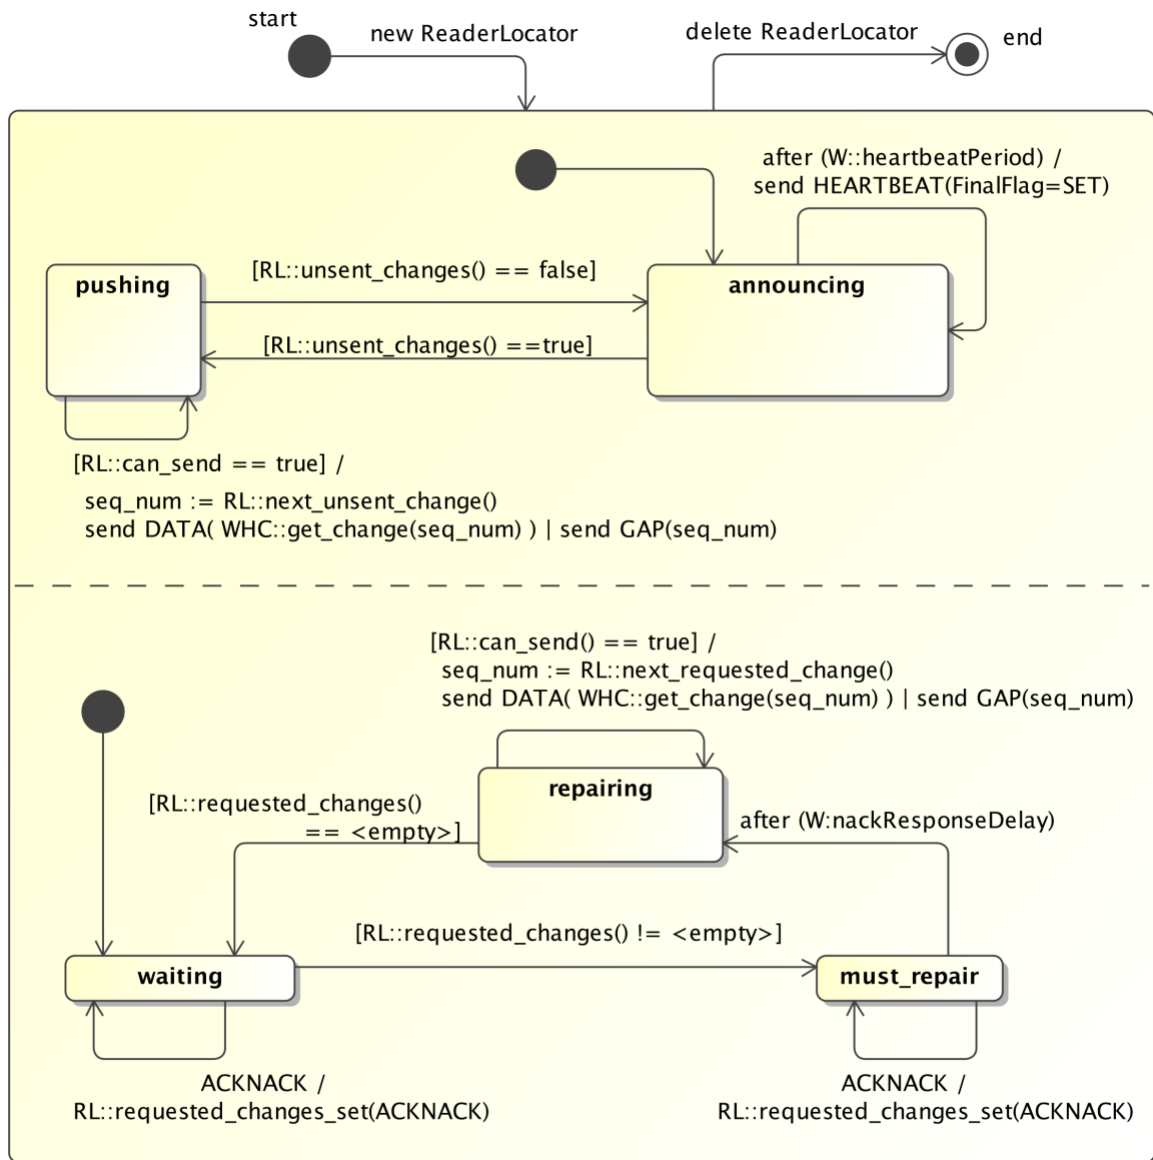 start
new ReaderLocator
delete ReaderLocator
end
after (W::heartbeatPeriod) /
send HEARTBEAT(FinalFlag=SET)
pushing
[RL::unsent_changes() == false]
announcing
[RL::unsent_changes() ==true]
[RL::can_send == true] /
seq_num := RL::next_unsent_change()
send DATA( WHC::get_change(seq_num) ) | send GAP(seq_num)
[RL::can_send() == true] /
seq_num := RL::next_requested_change()
send DATA( WHC::get_change(seq_num) ) | send GAP(seq_num)
repairing
[RL::requested_changes()
== <empty>]
after (W:nackResponseDelay)
[RL::requested_changes() != <empty>]
waiting
must_repair
ACKNACK /
RL::requested_changes_set(ACKNACK)
ACKNACK /
RL::requested_changes_set(ACKNACK)